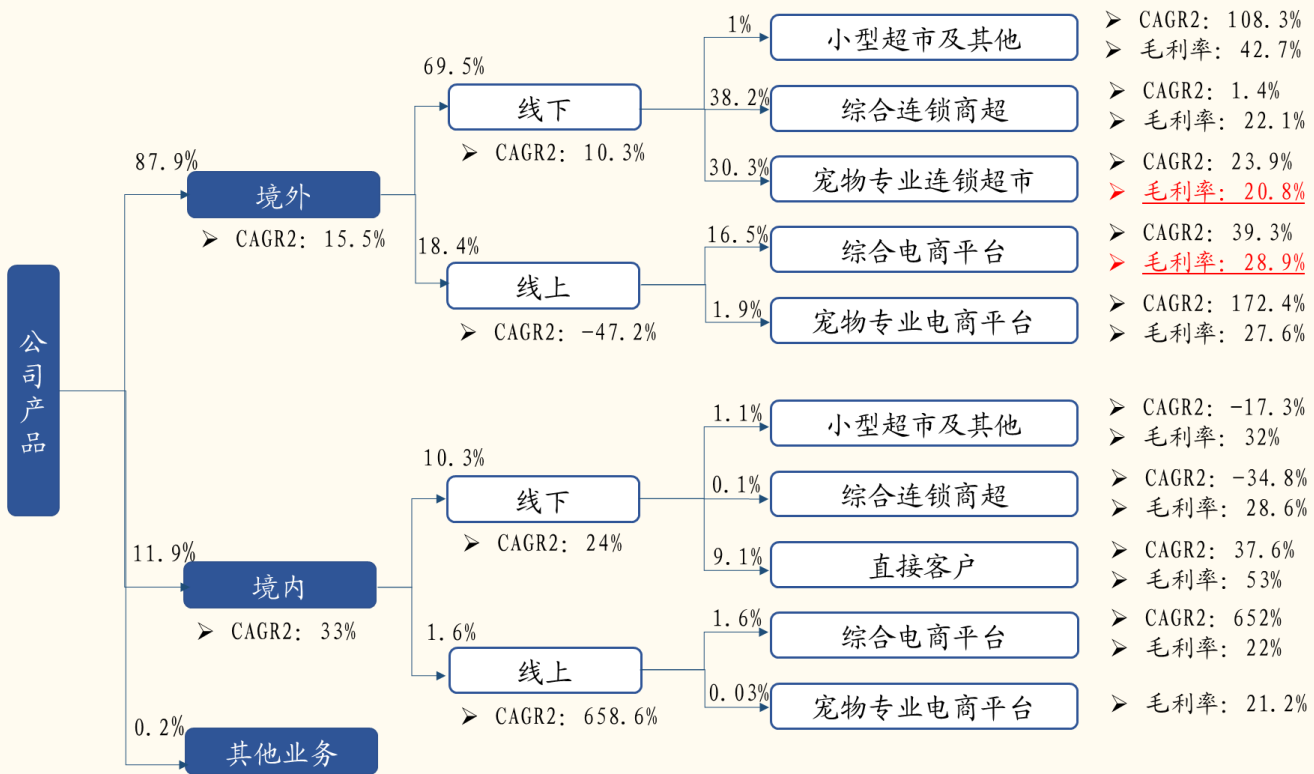 公司产品
87.9%
境外
➢ CAGR2: 15.5%
69.5%
线下
➢ CAGR2: 10.3%
1%
小型超市及其他
➢ CAGR2: 108.3%
➢ 毛利率: 42.7%
38.2%
综合连锁商超
➢ CAGR2: 1.4%
➢ 毛利率: 22.1%
30.3%
宠物专业连锁超市
➢ CAGR2: 23.9%
➢ 毛利率: 20.8%
18.4%
线上
➢ CAGR2: -47.2%
16.5%
综合电商平台
➢ CAGR2: 39.3%
➢ 毛利率: 28.9%
1.9%
宠物专业电商平台
➢ CAGR2: 172.4%
➢ 毛利率: 27.6%
11.9%
境内
➢ CAGR2: 33%
10.3%
线下
➢ CAGR2: 24%
1.1%
小型超市及其他
➢ CAGR2: -17.3%
➢ 毛利率: 32%
0.1%
综合连锁商超
➢ CAGR2: -34.8%
➢ 毛利率: 28.6%
9.1%
直接客户
➢ CAGR2: 37.6%
➢ 毛利率: 53%
1.6%
线上
➢ CAGR2: 658.6%
1.6%
综合电商平台
➢ CAGR2: 652%
➢ 毛利率: 22%
0.03%
宠物专业电商平台
➢ 毛利率: 21.2%
0.2%
其他业务